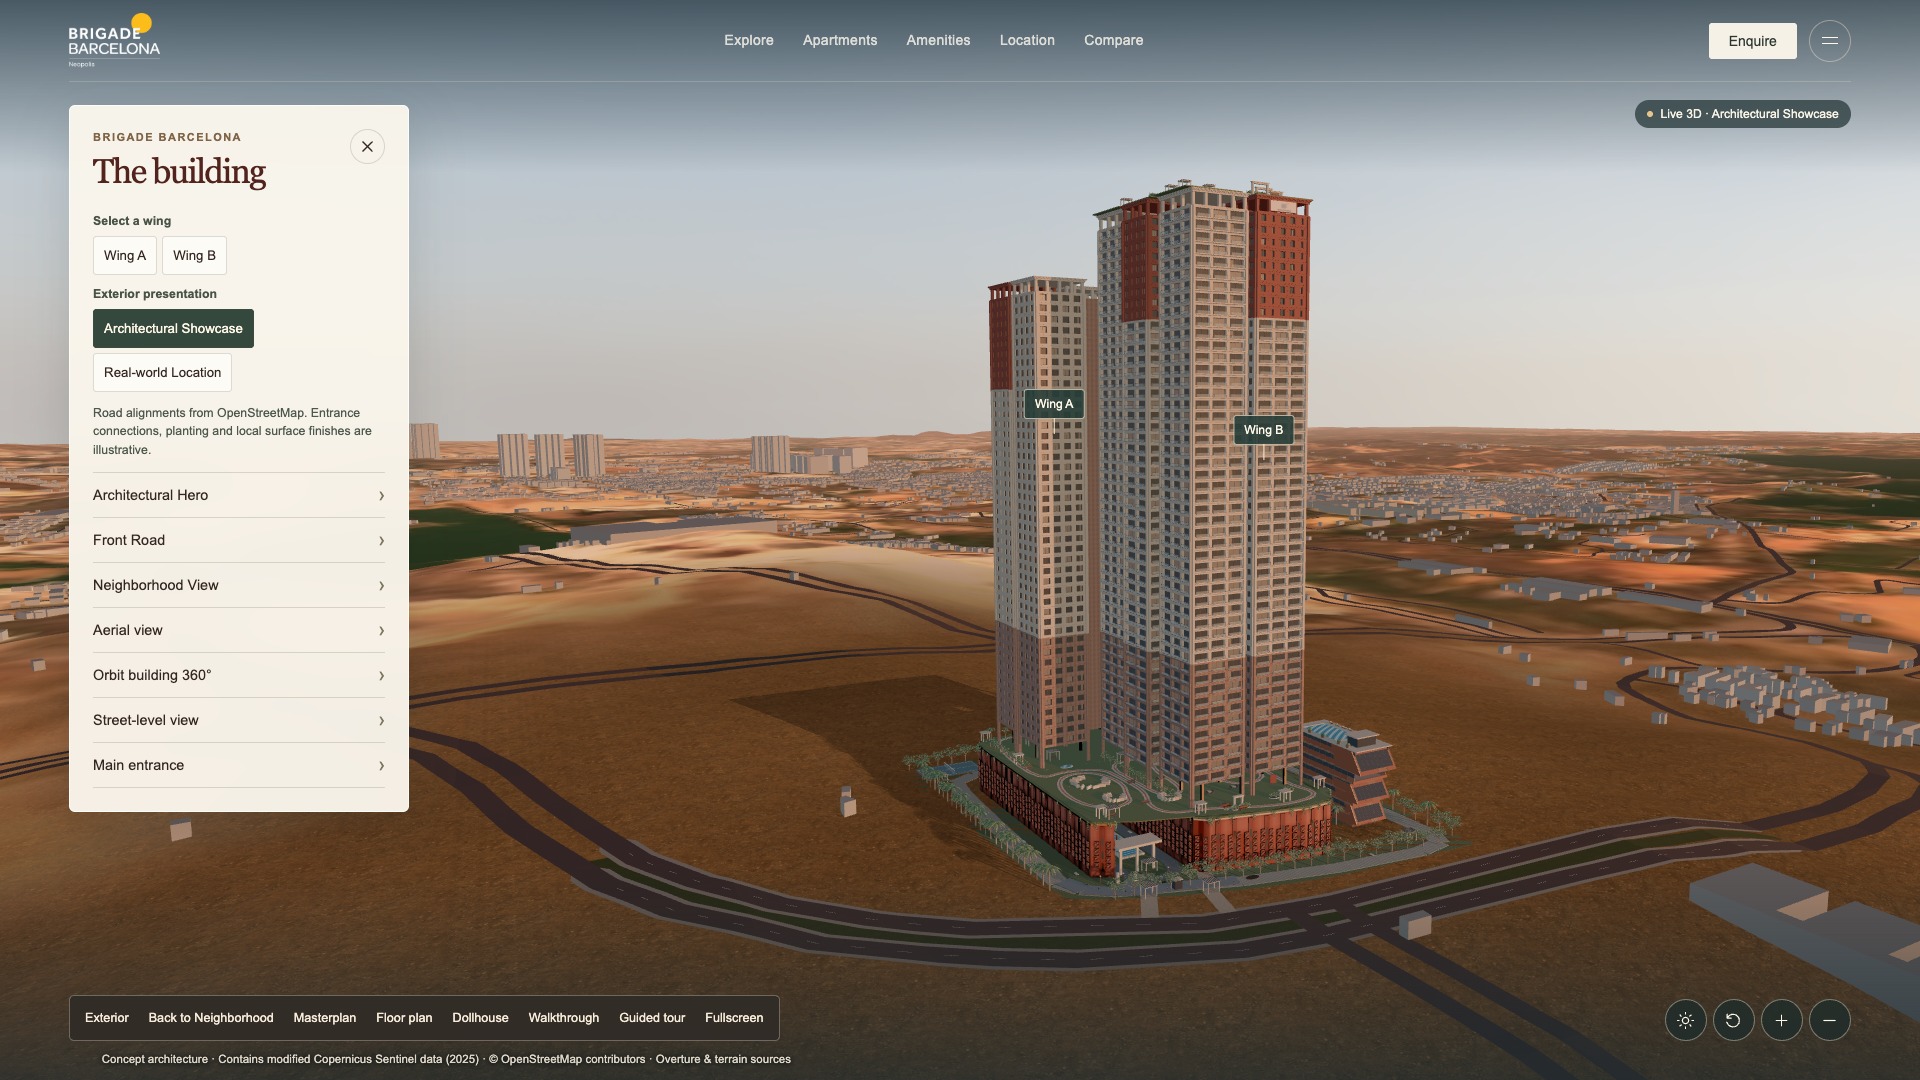 BRIGADE
BARCELONA
Neopolis
Explore
Apartments
Amenities
Location
Compare
Enquire
Live 3D · Architectural Showcase
BRIGADE BARCELONA
The building
Select a wing
Wing A
Wing B
Exterior presentation
Architectural Showcase
Real-world Location
Road alignments from OpenStreetMap. Entrance
connections, planting and local surface finishes are
illustrative.
Architectural Hero
Front Road
Neighborhood View
Aerial view
Orbit building 360°
Street-level view
Main entrance
Wing A
Wing B
Exterior
Back to Neighborhood
Masterplan
Floor plan
Dollhouse
Walkthrough
Guided tour
Fullscreen
Concept architecture · Contains modified Copernicus Sentinel data (2025) · © OpenStreetMap contributors · Overture & terrain sources